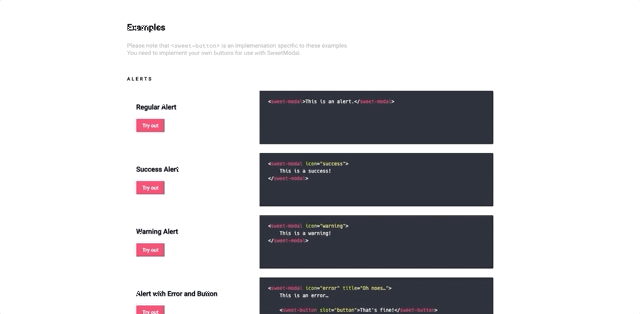 Examples
Please note that <sweet-button> is an implementation specific to these examples.
You need to implement your own buttons for use with SweetModal.
ALERTS
Regular Alert
Try out
<sweet-modal>This is an alert.</sweet-modal>
Success Alert
Try out
<sweet-modal icon="success">
This is a success!
</sweet-modal>
Warning Alert
Try out
<sweet-modal icon="warning">
This is a warning!
</sweet-modal>
Alert with Error and Button
Try out
<sweet-modal icon="error" title="Oh noes…">
This is an error…
<sweet-button slot="button">That's fine!</sweet-button>